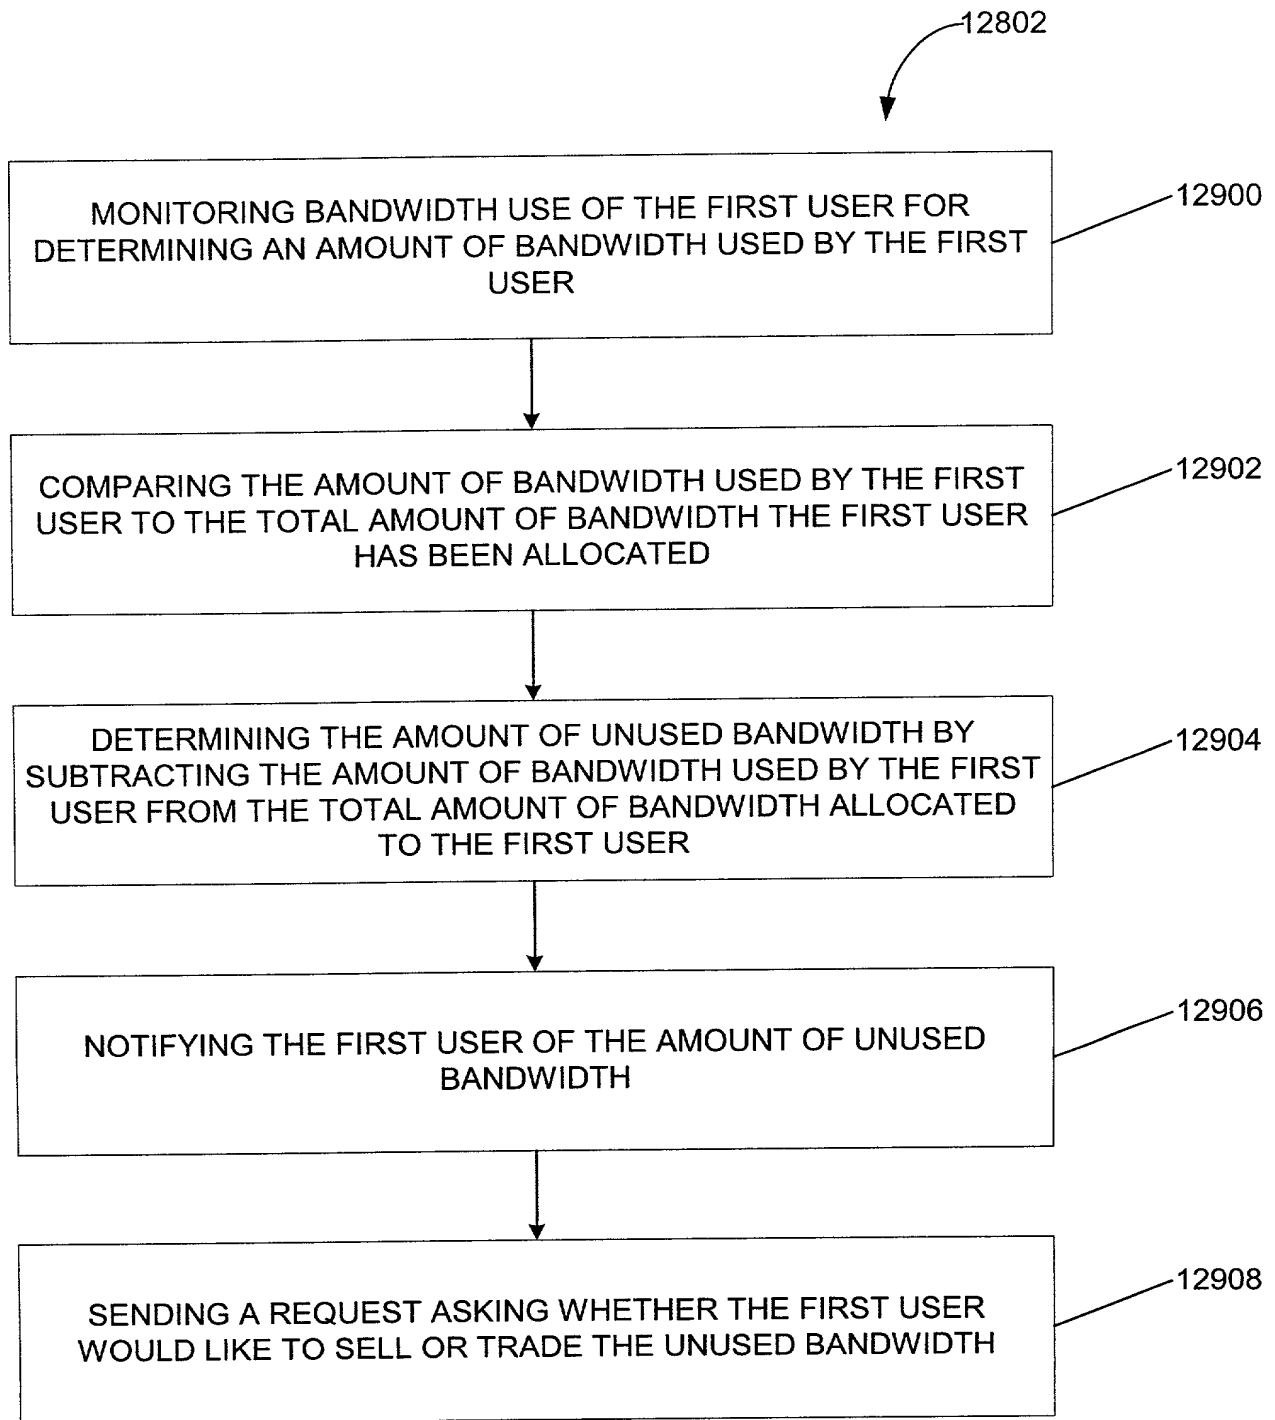 12802
MONITORING BANDWIDTH USE OF THE FIRST USER FOR
DETERMINING AN AMOUNT OF BANDWIDTH USED BY THE FIRST
USER
12900
COMPARING THE AMOUNT OF BANDWIDTH USED BY THE FIRST
USER TO THE TOTAL AMOUNT OF BANDWIDTH THE FIRST USER
HAS BEEN ALLOCATED
12902
DETERMINING THE AMOUNT OF UNUSED BANDWIDTH BY
SUBTRACTING THE AMOUNT OF BANDWIDTH USED BY THE FIRST
USER FROM THE TOTAL AMOUNT OF BANDWIDTH ALLOCATED
TO THE FIRST USER
12904
NOTIFYING THE FIRST USER OF THE AMOUNT OF UNUSED
BANDWIDTH
12906
SENDING A REQUEST ASKING WHETHER THE FIRST USER
WOULD LIKE TO SELL OR TRADE THE UNUSED BANDWIDTH
12908